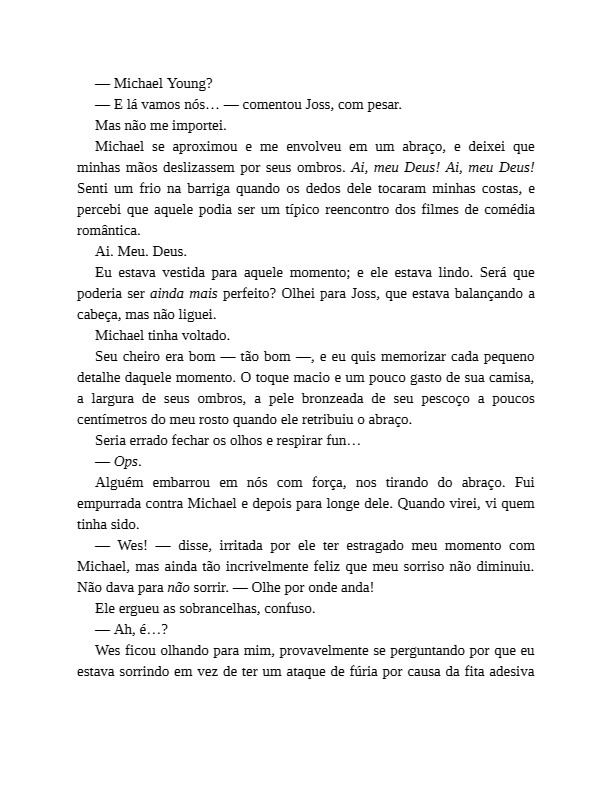 — Michael Young?
— E lá vamos nós… — comentou Joss, com pesar.
Mas não me importei.
Michael se aproximou e me envolveu em um abraço, e deixei que
minhas mãos deslizassem por seus ombros. Ai, meu Deus! Ai, meu Deus!
Senti um frio na barriga quando os dedos dele tocaram minhas costas, e
percebi que aquele podia ser um típico reencontro dos filmes de comédia
romântica.
Ai. Meu. Deus.
Eu estava vestida para aquele momento; e ele estava lindo. Será que
poderia ser ainda mais perfeito? Olhei para Joss, que estava balançando a
cabeça, mas não liguei.
Michael tinha voltado.
Seu cheiro era bom — tão bom —, e eu quis memorizar cada pequeno
detalhe daquele momento. O toque macio e um pouco gasto de sua camisa,
a largura de seus ombros, a pele bronzeada de seu pescoço a poucos
centímetros do meu rosto quando ele retribuiu o abraço.
Seria errado fechar os olhos e respirar fun…
— Ops.
Alguém embarrou em nós com força, nos tirando do abraço. Fui
empurrada contra Michael e depois para longe dele. Quando virei, vi quem
tinha sido.
— Wes! — disse, irritada por ele ter estragado meu momento com
Michael, mas ainda tão incrivelmente feliz que meu sorriso não diminuiu.
Não dava para não sorrir. — Olhe por onde anda!
Ele ergueu as sobrancelhas, confuso.
— Ah, é…?
Wes ficou olhando para mim, provavelmente se perguntando por que eu
estava sorrindo em vez de ter um ataque de fúria por causa da fita adesiva